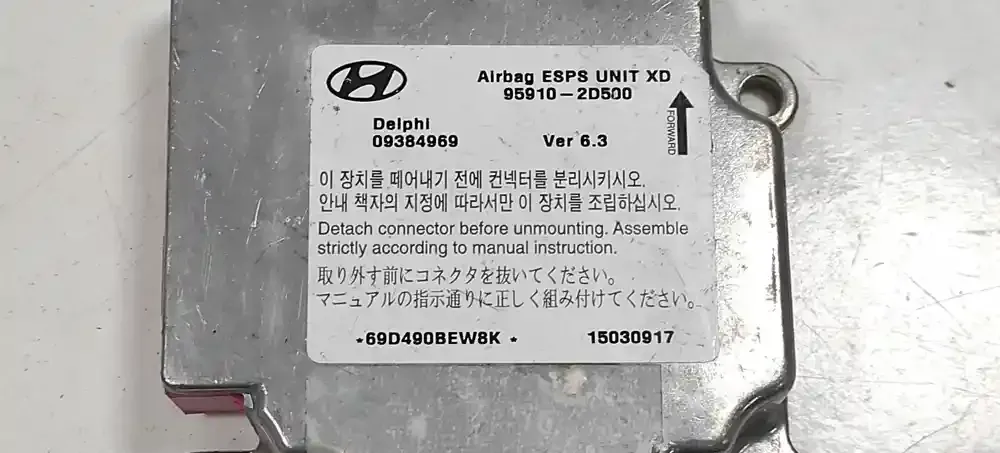 Airbag ESPS UNIT XD
95910-2D500
FORWARD
Delphi
09384969
Ver 6.3
이 장치를 떼어내기 전에 컨넥터를 분리시키시오.
안내 책자의 지정에 따라서만 이 장치를 조립하십시오.
Detach connector before unmounting. Assemble
strictly according to manual instruction.
取り外す前にコネクタを抜いてください。
マニュアルの指示通りに正しく組み付けてください。
*69D490BEW8K *
15030917